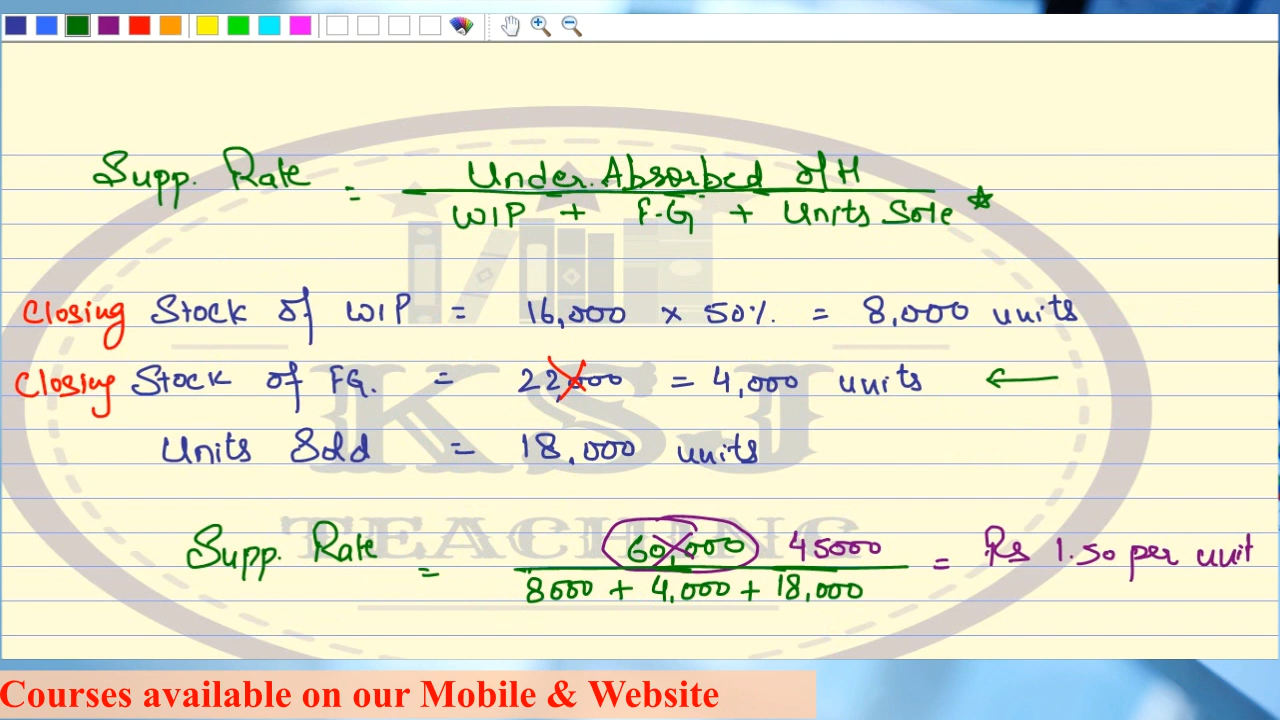 Supp. Rate = Under. Absorbed O/H
WIP + F.G + Units Sole *
Closing Stock of WIP = 16,000 x 50% = 8,000 units
Closing Stock of FG. = 22,000 = 4,000 units ←
Units Sold = 18,000 units
KSJ
TEACHING
Supp. Rate = 60,000 45000 = Rs 1.50 per unit
8000 + 4,000 + 18,000
Courses available on our Mobile & Website